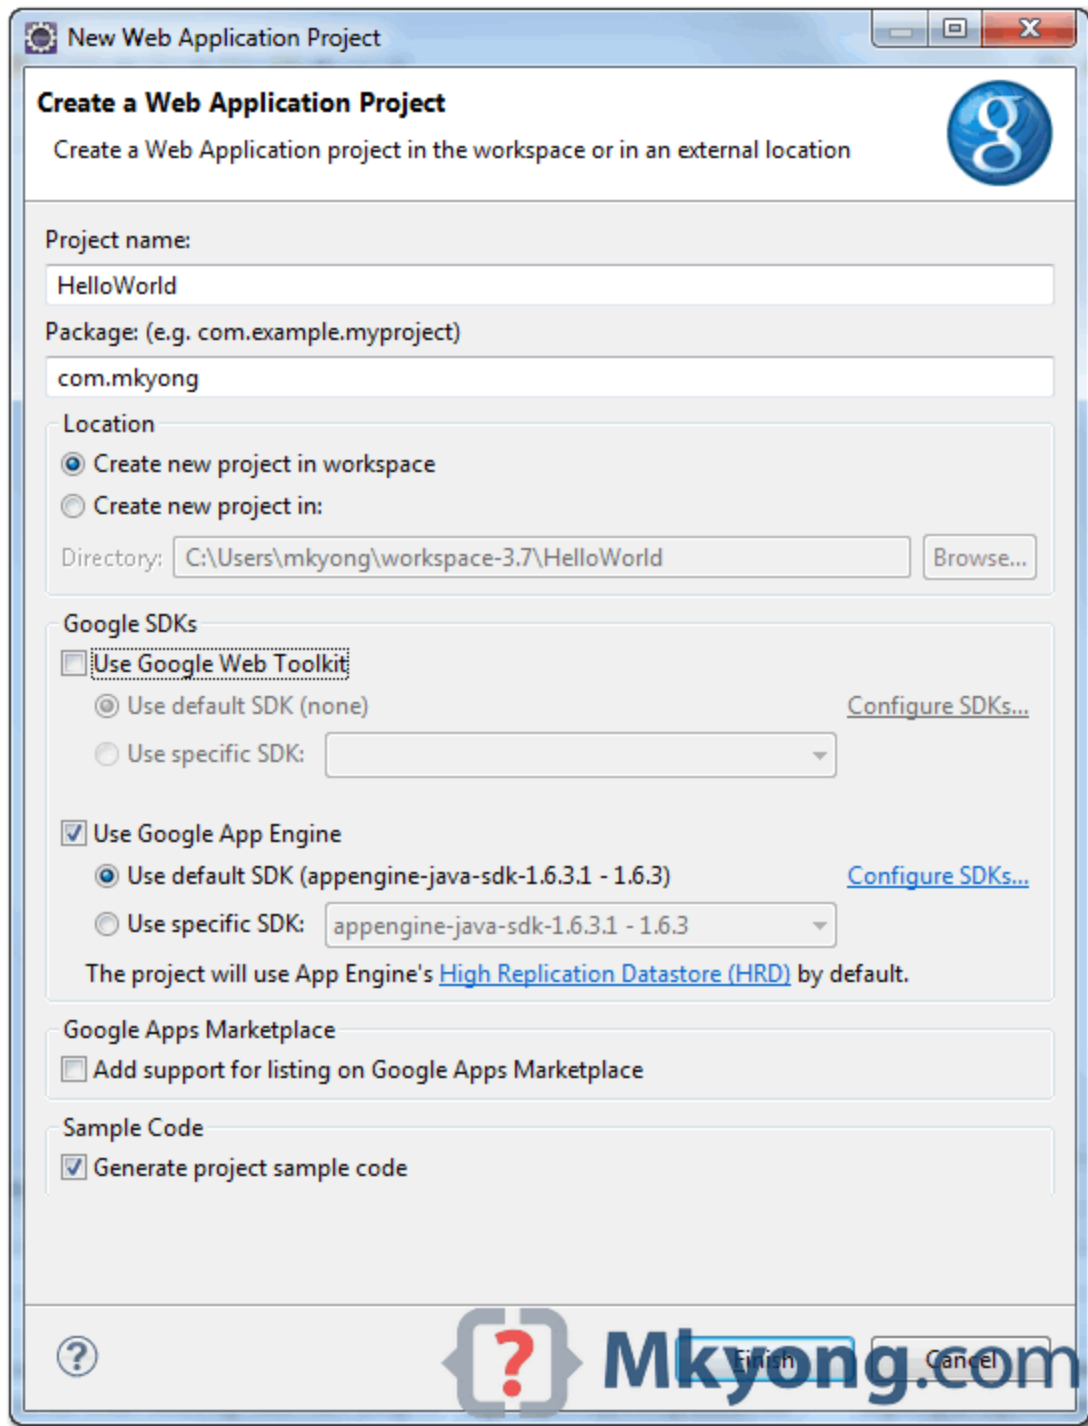 New Web Application Project
Create a Web Application Project
Create a Web Application project in the workspace or in an external location
g
Project name:
HelloWorld
Package: (e.g. com.example.myproject)
com.mkyong
Location
Create new project in workspace
Create new project in:
Directory: C:\Users\mkyong\workspace-3.7\HelloWorld Browse...
Google SDKs
Use Google Web Toolkit
Use default SDK (none) Configure SDKs...
Use specific SDK:
Use Google App Engine
Use default SDK (appengine-java-sdk-1.6.3.1 - 1.6.3) Configure SDKs...
Use specific SDK: appengine-java-sdk-1.6.3.1 - 1.6.3
The project will use App Engine's High Replication Datastore (HRD) by default.
Google Apps Marketplace
Add support for listing on Google Apps Marketplace
Sample Code
Generate project sample code
? {?} Mkyong.com
Finish Cancel